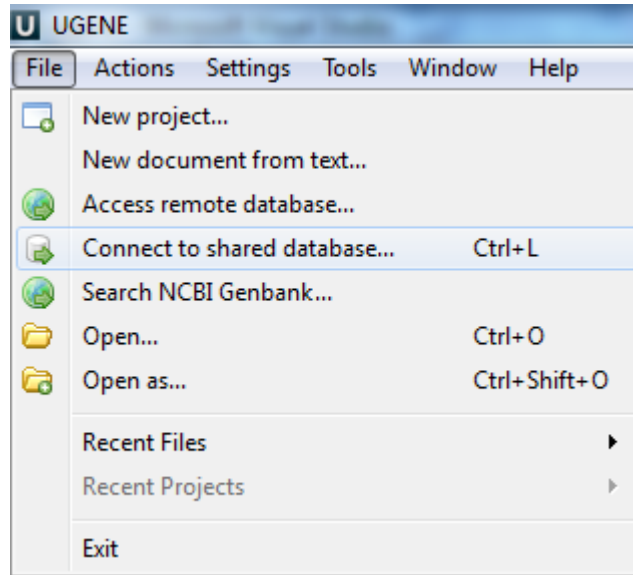 U UGENE
File Actions Settings Tools Window Help
New project...
New document from text...
Access remote database...
Connect to shared database... Ctrl+L
Search NCBI Genbank...
Open... Ctrl+O
Open as... Ctrl+Shift+O
Recent Files
Recent Projects
Exit